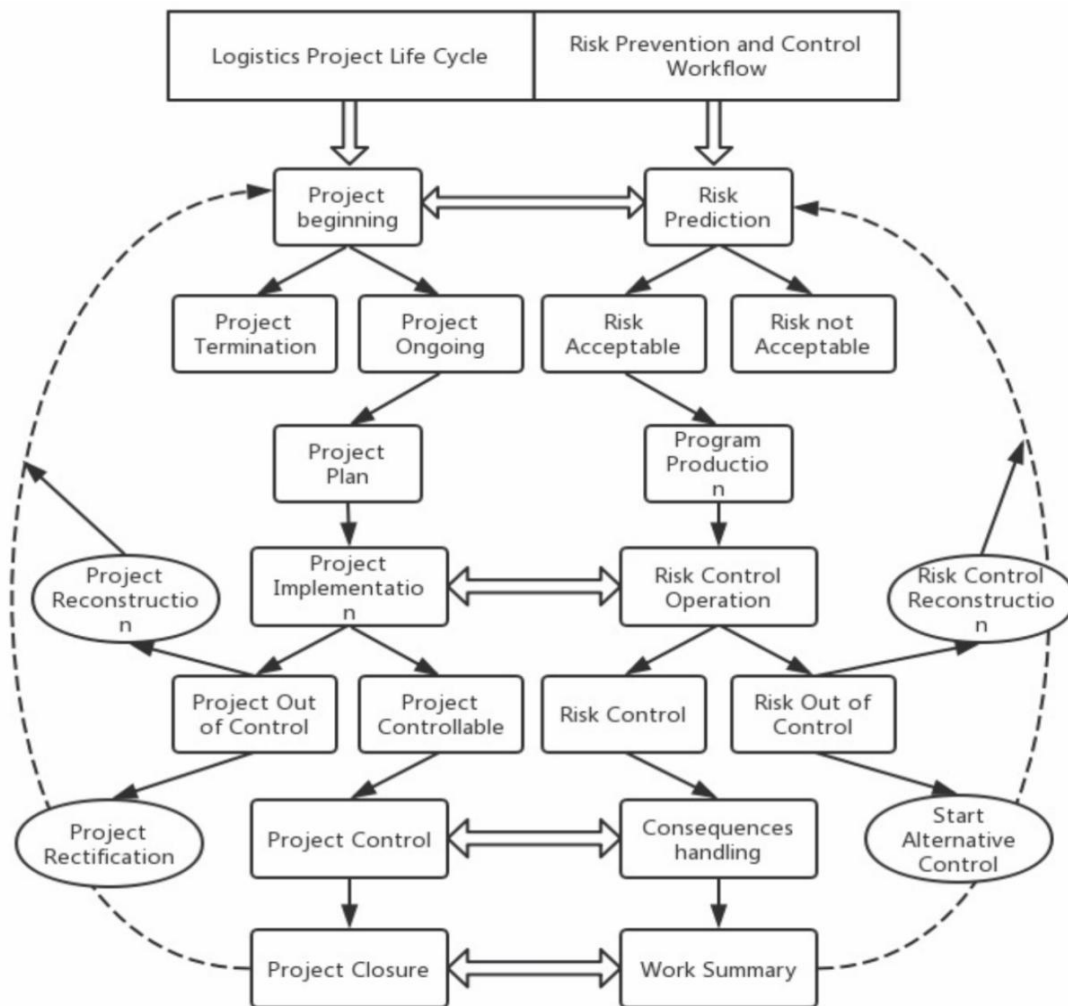 Logistics Project Life Cycle
Risk Prevention and Control
Workflow
Project
beginning
Risk
Prediction
Project
Termination
Project
Ongoing
Risk
Acceptable
Risk not
Acceptable
Project
Plan
Program
Productio
n
Project
Reconstructio
n
Project
Implementatio
n
Risk Control
Operation
Risk Control
Reconstructio
n
Project Out
of Control
Project
Controllable
Risk Control
Risk Out of
Control
Project
Rectification
Project Control
Consequences
handling
Start
Alternative
Control
Project Closure
Work Summary